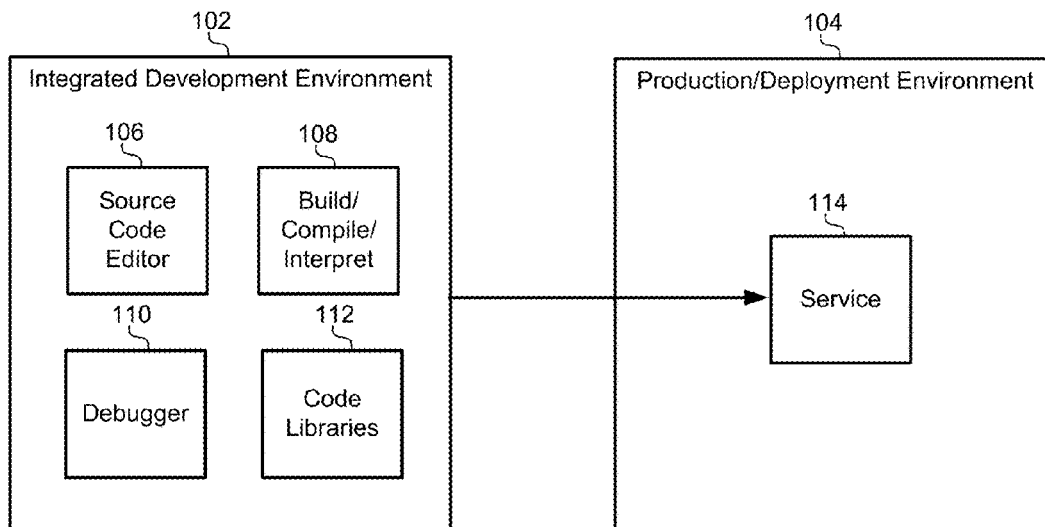 102
104
Integrated Development Environment
Production/Deployment Environment
106
108
Source
Code
Editor
Build/
Compile/
Interpret
114
Service
110
112
Debugger
Code
Libraries